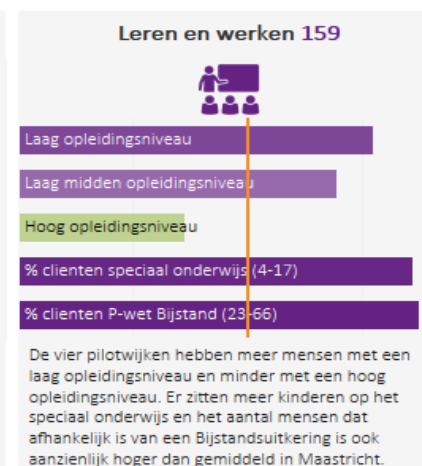 Leren en werken 159
Laag opleidingsniveau
Laag midden opleidingsniveau
Hoog opleidingsniveau
% clienten speciaal onderwijs (4-17)
% clienten P-wet Bijstand (23-66)
De vier pilotwijken hebben meer mensen met een
laag opleidingsniveau en minder met een hoog
opleidingsniveau. Er zitten meer kinderen op het
speciaal onderwijs en het aantal mensen dat
afhankelijk is van een Bijstandsuitkering is ook
aanzienlijk hoger dan gemiddeld in Maastricht.